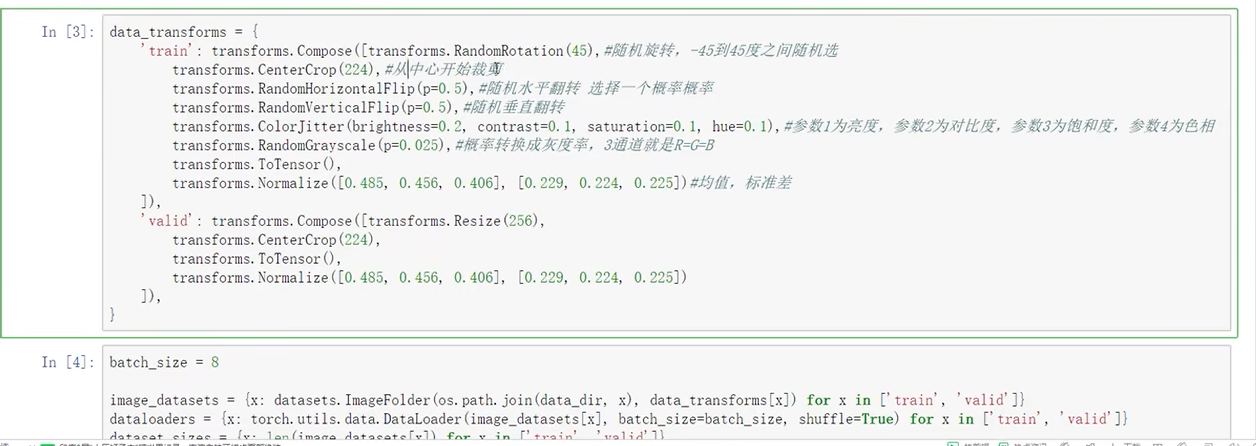 In [3]:
data_transforms = {
    'train': transforms.Compose([transforms.RandomRotation(45),#随机旋转，-45到45度之间随机选
        transforms.CenterCrop(224),#从中心开始裁剪
        transforms.RandomHorizontalFlip(p=0.5),#随机水平翻转 选择一个概率概率
        transforms.RandomVerticalFlip(p=0.5),#随机垂直翻转
        transforms.ColorJitter(brightness=0.2, contrast=0.1, saturation=0.1, hue=0.1),#参数1为亮度，参数2为对比度，参数3为饱和度，参数4为色相
        transforms.RandomGrayscale(p=0.025),#概率转换成灰度率，3通道就是R=G=B
        transforms.ToTensor(),
        transforms.Normalize([0.485, 0.456, 0.406], [0.229, 0.224, 0.225])#均值，标准差
    ]),
    'valid': transforms.Compose([transforms.Resize(256),
        transforms.CenterCrop(224),
        transforms.ToTensor(),
        transforms.Normalize([0.485, 0.456, 0.406], [0.229, 0.224, 0.225])
    ]),
}
In [4]:
batch_size = 8
image_datasets = {x: datasets.ImageFolder(os.path.join(data_dir, x), data_transforms[x]) for x in ['train', 'valid']}
dataloaders = {x: torch.utils.data.DataLoader(image_datasets[x], batch_size=batch_size, shuffle=True) for x in ['train', 'valid']}
dataset_sizes = {x: len(image_datasets[x]) for x in ['train', 'valid']}